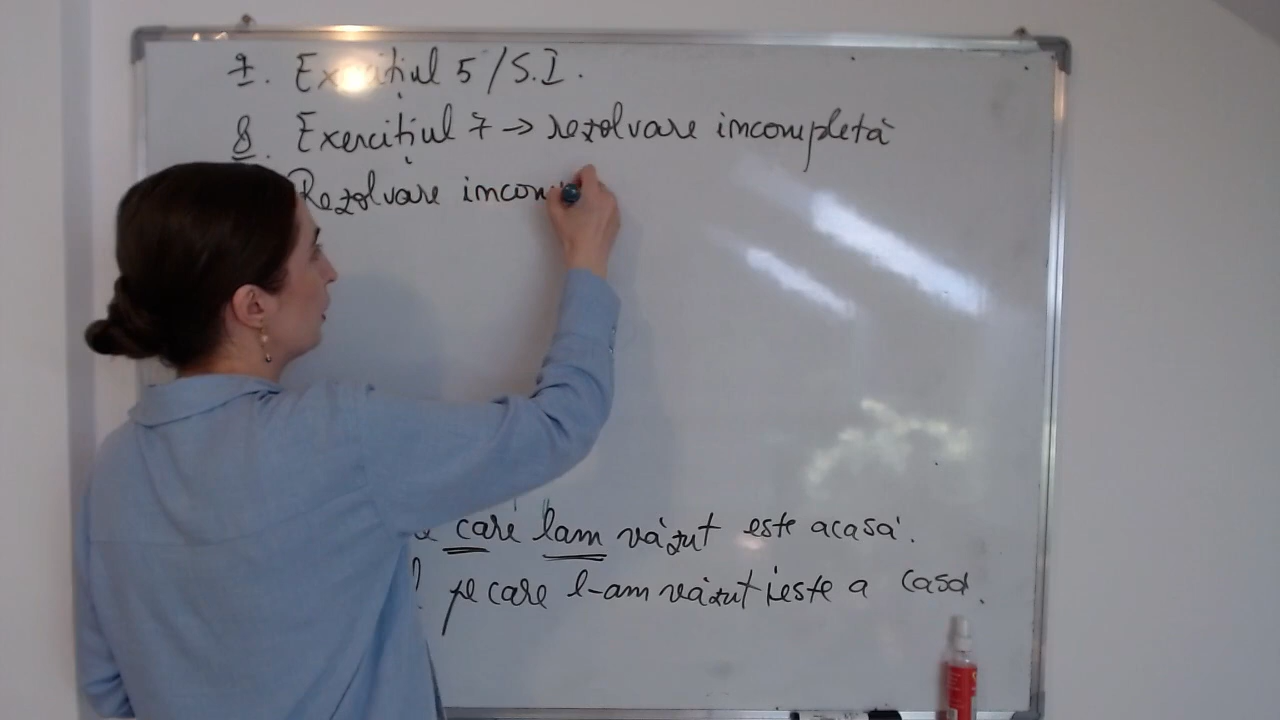 7. Exercițiul 5 / S.I.
8. Exercițiul 7 → rezolvare incompletă
Rezolvare incom
care lam văzut este acasă.
pe care l-am văzut este a casă.